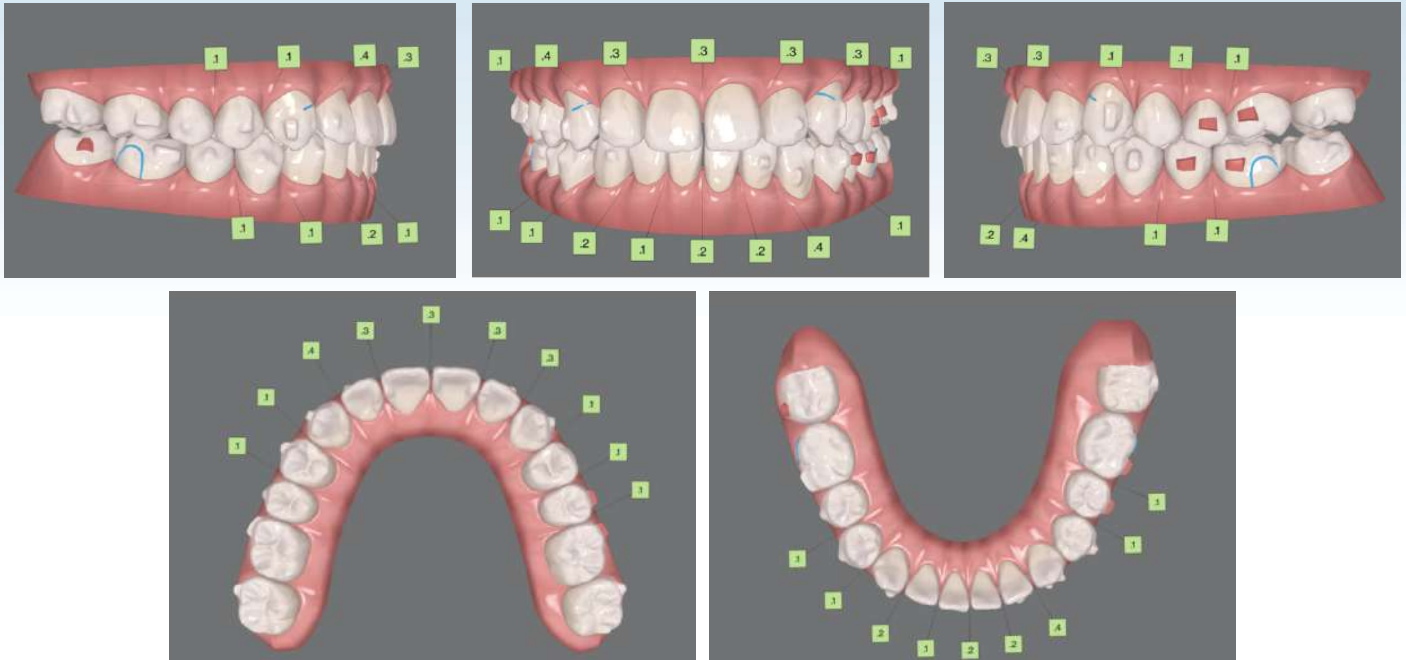 .1 .1 .4 .3
.1 .1 .2 .1
.1 .4 .3 .3 .3 .3 .1
.1 .1 .2 .1 .2 .2 .4 .1
.3 .3 .1 .1 .1
.2 .4 .1 .1
.1 .1 .4 .3 .3 .3 .3 .1 .1 .1
.1 .1 .2 .1 .2 .2 .4 .1 .1